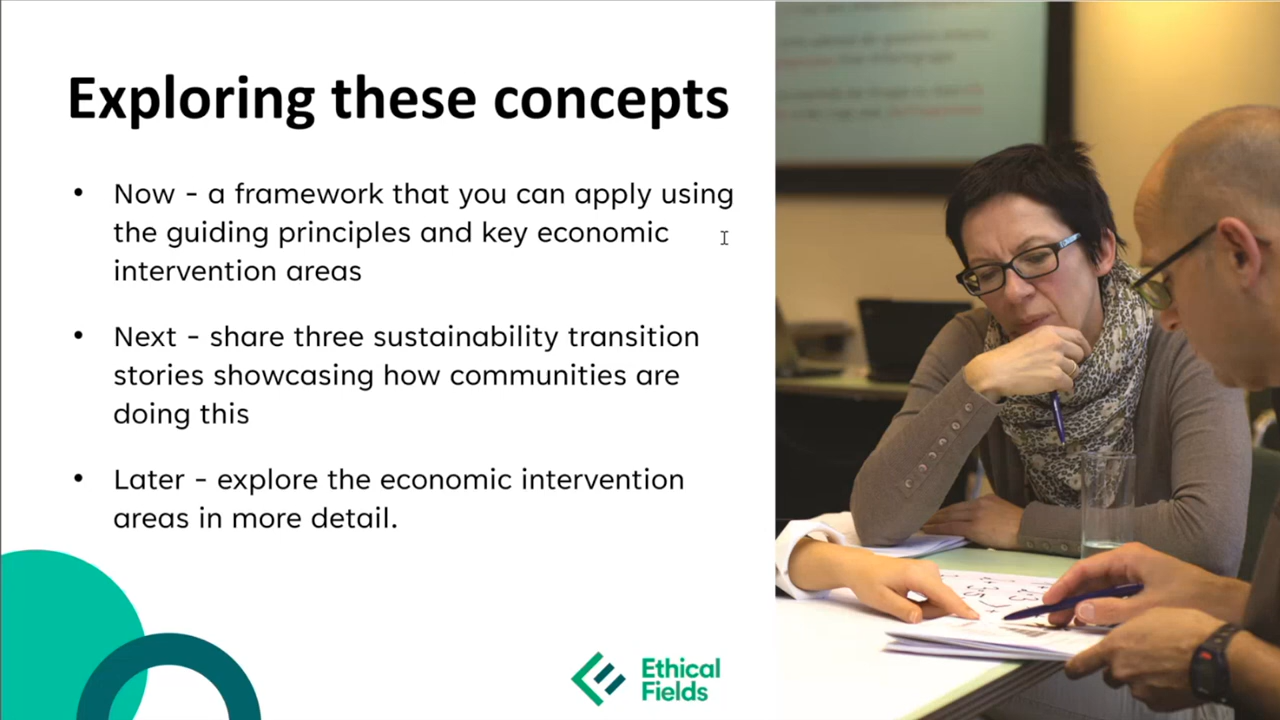 Exploring these concepts
• Now – a framework that you can apply using
the guiding principles and key economic
intervention areas
• Next – share three sustainability transition
stories showcasing how communities are
doing this
• Later – explore the economic intervention
areas in more detail.
Ethical
Fields